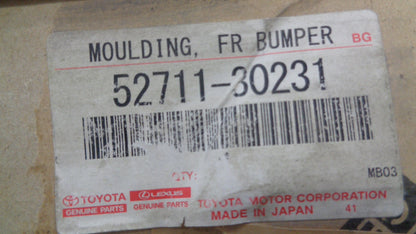 MOULDING, FR BUMPER BG
52711-30231
QTY: MB03
TOYOTA LEXUS TOYOTA MOTOR CORPORATION
GENUINE PARTS GENUINE PARTS MADE IN JAPAN 41